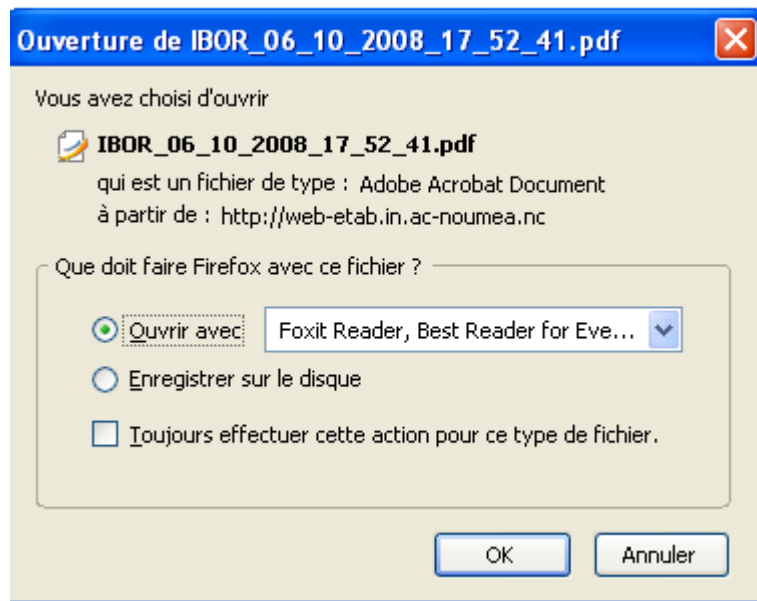 Ouverture de IBOR_06_10_2008_17_52_41.pdf
Vous avez choisi d'ouvrir
IBOR_06_10_2008_17_52_41.pdf
qui est un fichier de type : Adobe Acrobat Document
à partir de : http://web-etab.in.ac-noumea.nc
Que doit faire Firefox avec ce fichier ?
Ouvrir avec Foxit Reader, Best Reader for Eve...
Enregistrer sur le disque
Toujours effectuer cette action pour ce type de fichier.
OK Annuler